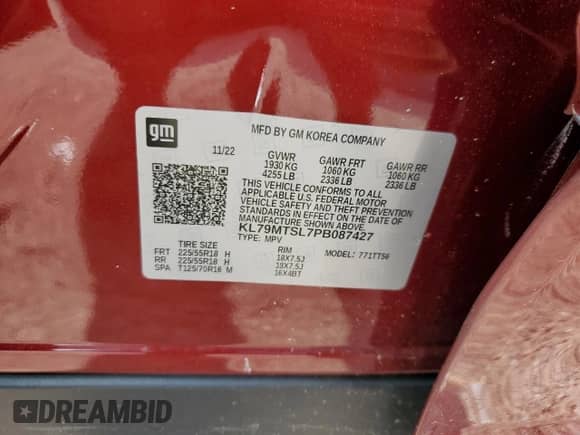 gm
MFD BY GM KOREA COMPANY
11/22 GVWR GAWR FRT GAWR RR
1930 KG 1060 KG 1060 KG
4255 LB 2336 LB 2336 LB
THIS VEHICLE CONFORMS TO ALL
APPLICABLE U.S. FEDERAL MOTOR
VEHICLE SAFETY AND THEFT PREVENTION
STANDARDS IN EFFECT ON THE DATE OF
MANUFACTURE SHOWN ABOVE.
KL79MTSL7PB087427
TYPE: MPV MODEL: 771TT56
TIRE SIZE RIM
FRT 225/55R18 H 18X7.5J
RR 225/55R18 H 18X7.5J
SPA T125/70R16 M 16X4BT
DREAMBID